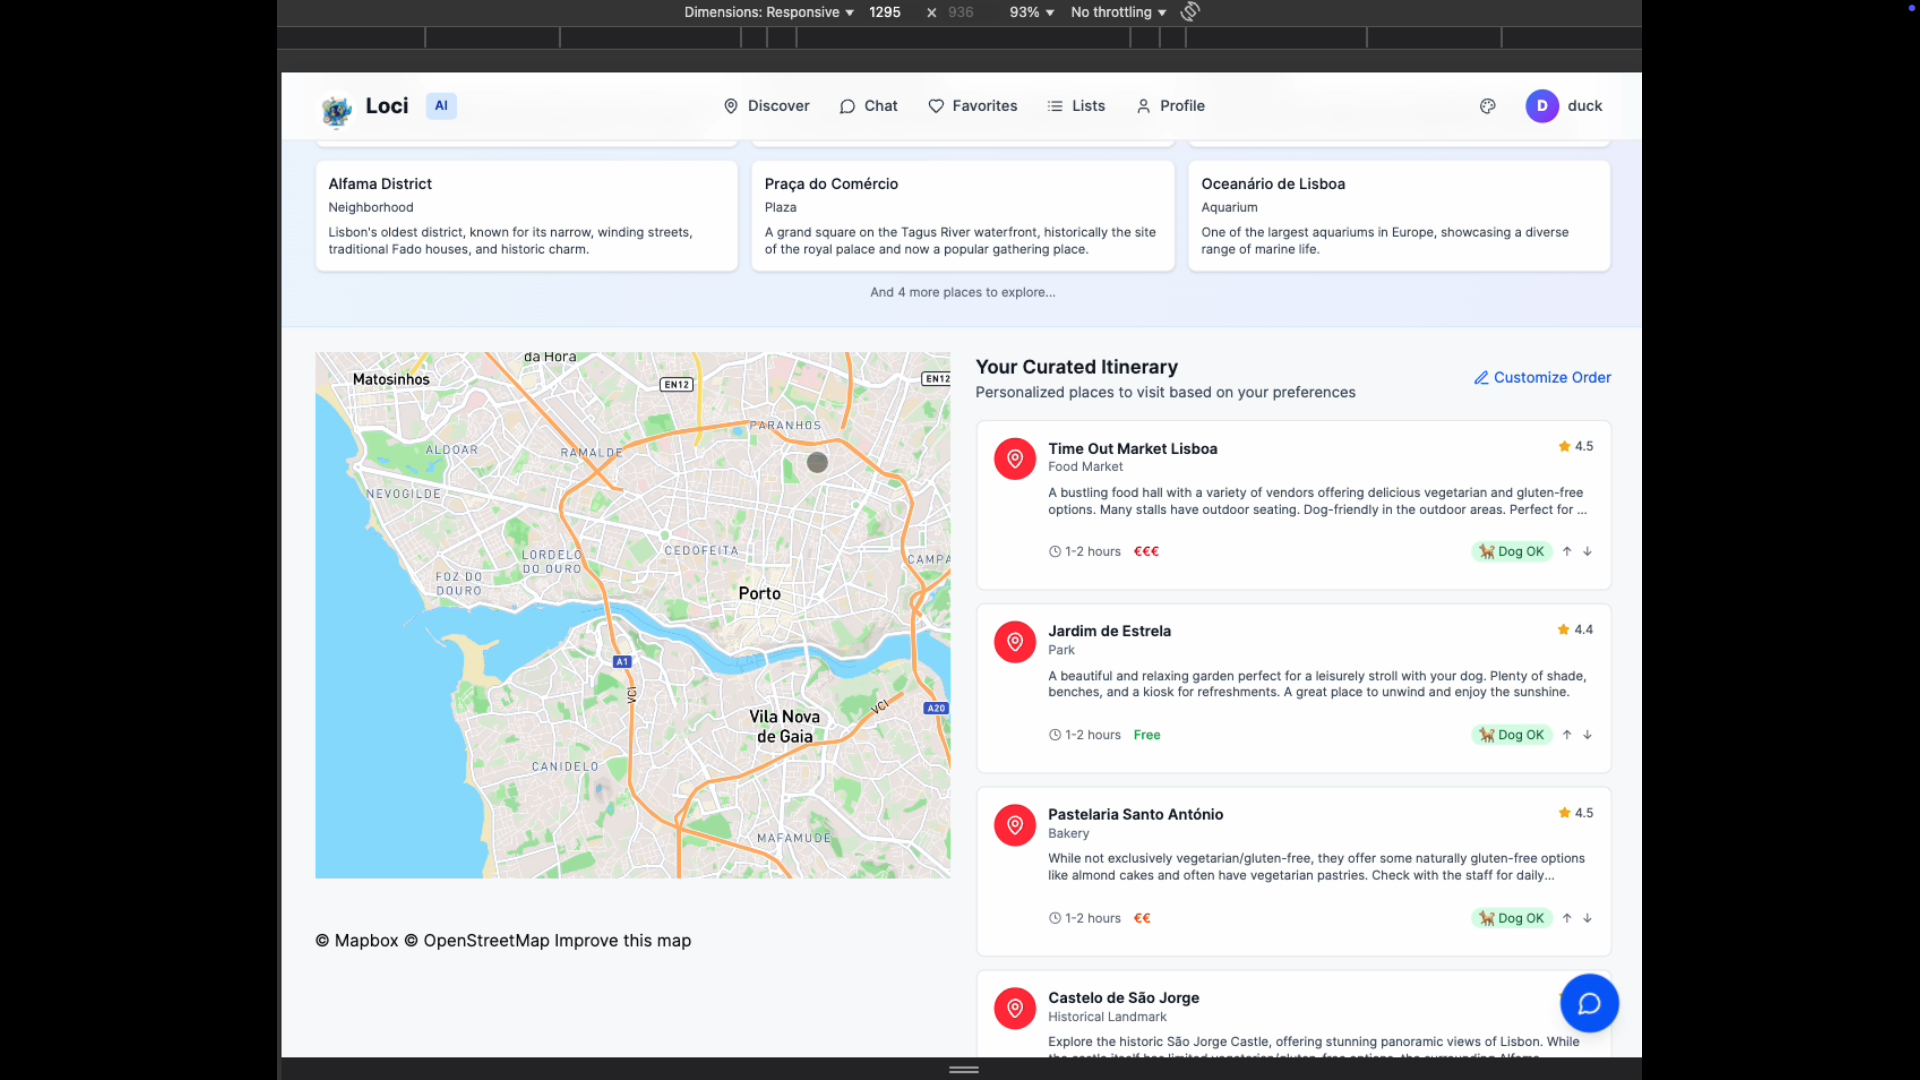 Dimensions: Responsive 1295 × 936 93% No throttling
Loci AI Discover Chat Favorites Lists Profile D duck
Alfama District
Neighborhood
Lisbon's oldest district, known for its narrow, winding streets,
traditional Fado houses, and historic charm.
Praça do Comércio
Plaza
A grand square on the Tagus River waterfront, historically the site
of the royal palace and now a popular gathering place.
Oceanário de Lisboa
Aquarium
One of the largest aquariums in Europe, showcasing a diverse
range of marine life.
And 4 more places to explore...
da Hora
Matosinhos
EN12
EN12
PARANHOS
ALDOAR
RAMALDE
NEVOGILDE
CEDOFEITA
LORDELO
DO OURO
CAMPA
FOZ DO
DOURO
Porto
A1
VCI
VCI
A20
Vila Nova
de Gaia
CANIDELO
MAFAMUDE
© Mapbox © OpenStreetMap Improve this map
Your Curated Itinerary
Personalized places to visit based on your preferences
Customize Order
Time Out Market Lisboa
4.5
Food Market
A bustling food hall with a variety of vendors offering delicious vegetarian and gluten-free
options. Many stalls have outdoor seating. Dog-friendly in the outdoor areas. Perfect for ...
1-2 hours €€€ Dog OK ↑ ↓
Jardim de Estrela
4.4
Park
A beautiful and relaxing garden perfect for a leisurely stroll with your dog. Plenty of shade,
benches, and a kiosk for refreshments. A great place to unwind and enjoy the sunshine.
1-2 hours Free Dog OK ↑ ↓
Pastelaria Santo António
4.5
Bakery
While not exclusively vegetarian/gluten-free, they offer some naturally gluten-free options
like almond cakes and often have vegetarian pastries. Check with the staff for daily...
1-2 hours €€ Dog OK ↑ ↓
Castelo de São Jorge
Historical Landmark
Explore the historic São Jorge Castle, offering stunning panoramic views of Lisbon. While